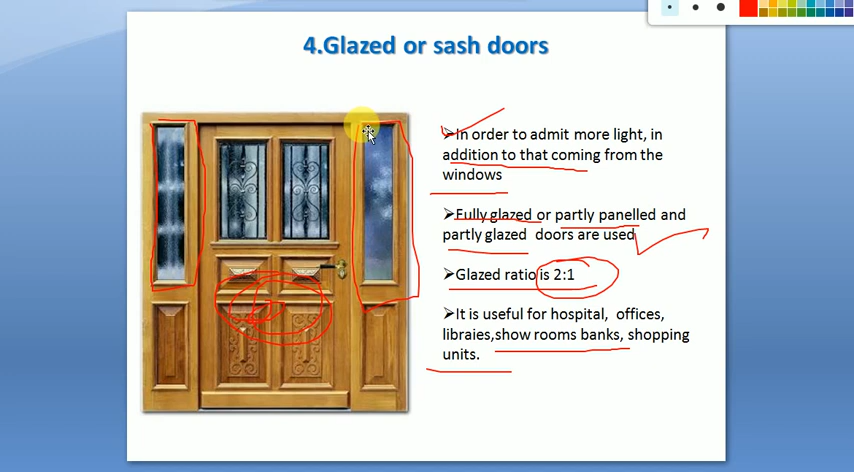 4.Glazed or sash doors
➢In order to admit more light, in
addition to that coming from the
windows
➢Fully glazed or partly panelled and
partly glazed doors are used
➢Glazed ratio is 2:1
➢It is useful for hospital, offices,
libraies,show rooms banks, shopping
units.